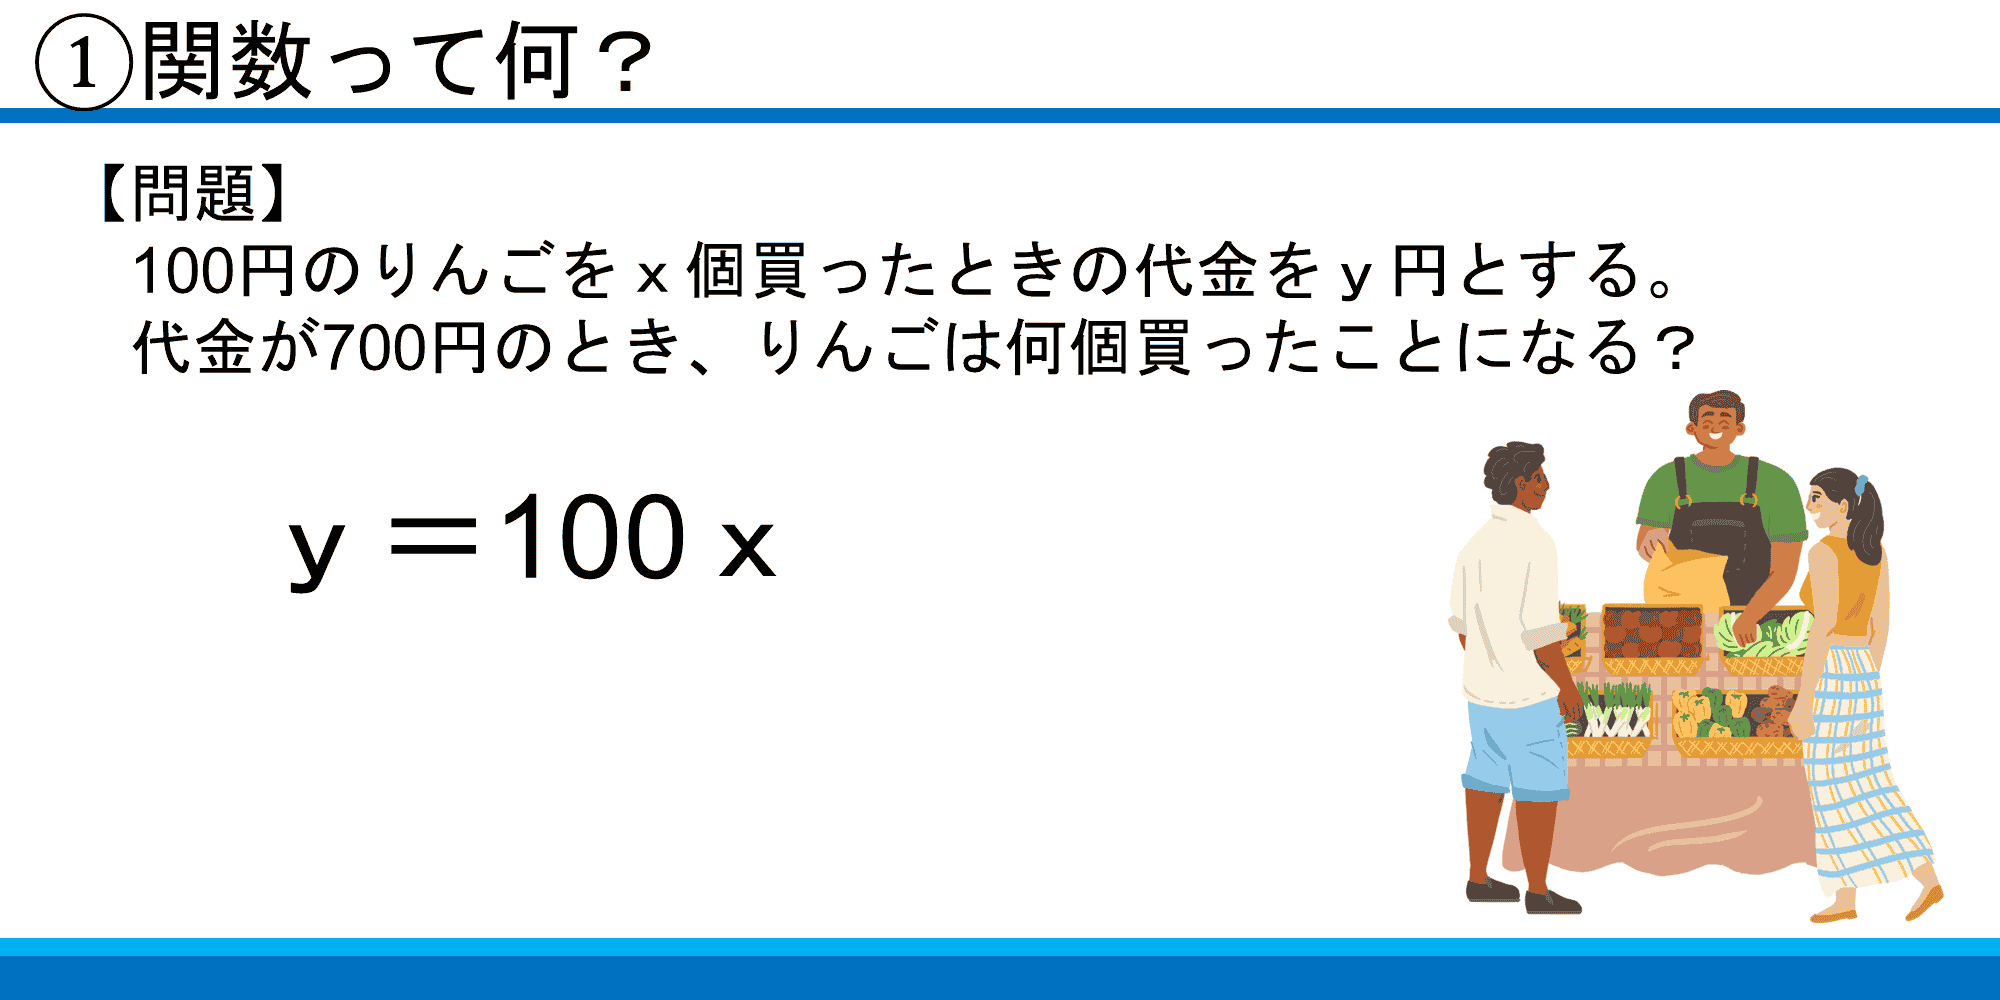 ①関数って何？
【問題】
100円のりんごをｘ個買ったときの代金をｙ円とする。
代金が700円のとき、りんごは何個買ったことになる？
ｙ＝100ｘ